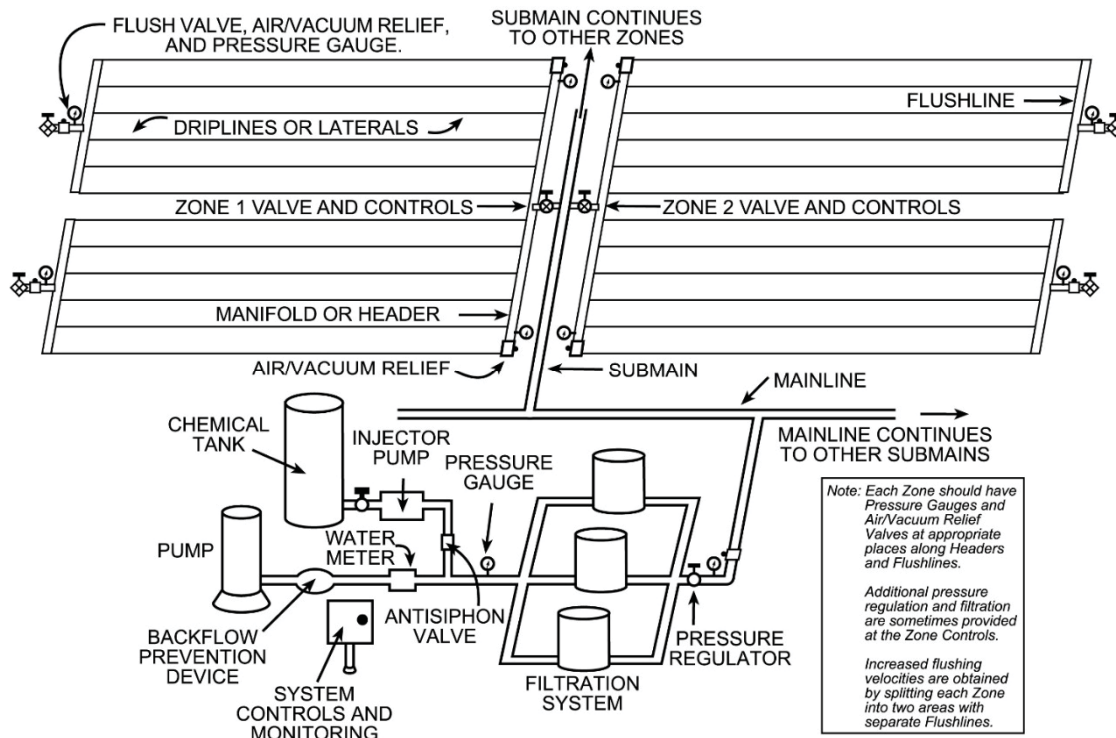 FLUSH VALVE, AIR/VACUUM RELIEF,
AND PRESSURE GAUGE.
SUBMAIN CONTINUES
TO OTHER ZONES
FLUSHLINE
DRIPLINES OR LATERALS
ZONE 1 VALVE AND CONTROLS
ZONE 2 VALVE AND CONTROLS
MANIFOLD OR HEADER
AIR/VACUUM RELIEF
SUBMAIN
MAINLINE
MAINLINE CONTINUES
TO OTHER SUBMAINS
CHEMICAL
TANK
INJECTOR
PUMP
PRESSURE
GAUGE
PUMP
WATER
METER
ANTISIPHON
VALVE
BACKFLOW
PREVENTION
DEVICE
SYSTEM
CONTROLS AND
MONITORING
FILTRATION
SYSTEM
PRESSURE
REGULATOR
Note: Each Zone should have
Pressure Gauges and
Air/Vacuum Relief
Valves at appropriate
places along Headers
and Flushlines.
Additional pressure
regulation and filtration
are sometimes provided
at the Zone Controls.
Increased flushing
velocities are obtained
by splitting each Zone
into two areas with
separate Flushlines.